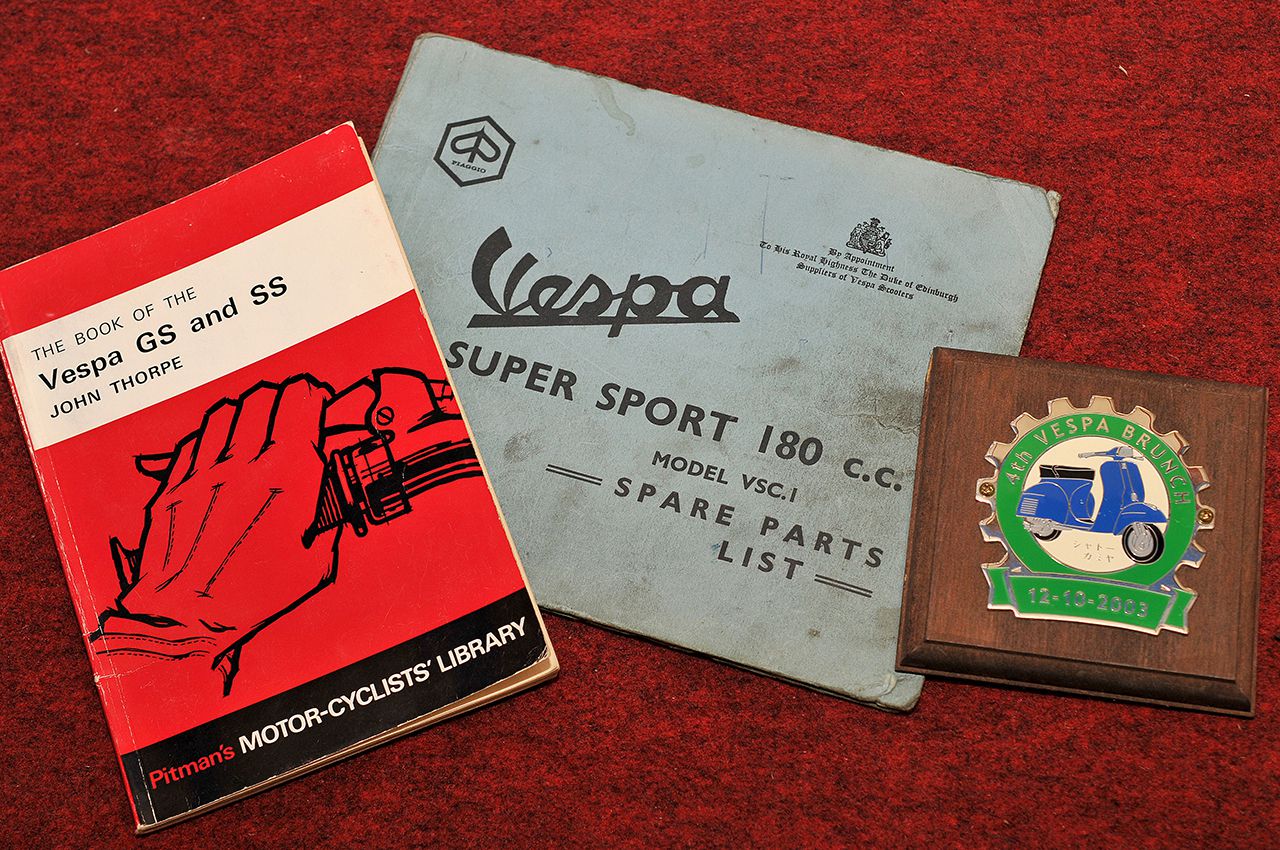 THE BOOK OF THE
Vespa GS and SS
JOHN THORPE
Pitman's MOTOR-CYCLISTS' LIBRARY
PIAGGIO
By Appointment
To His Royal Highness The Duke of Edinburgh
Suppliers of Vespa Scooters
Vespa
SUPER SPORT 180 C.C.
MODEL VSC.1
SPARE PARTS
LIST
4th VESPA BRUNCH
シャトー
カミヤ
12-10-2003